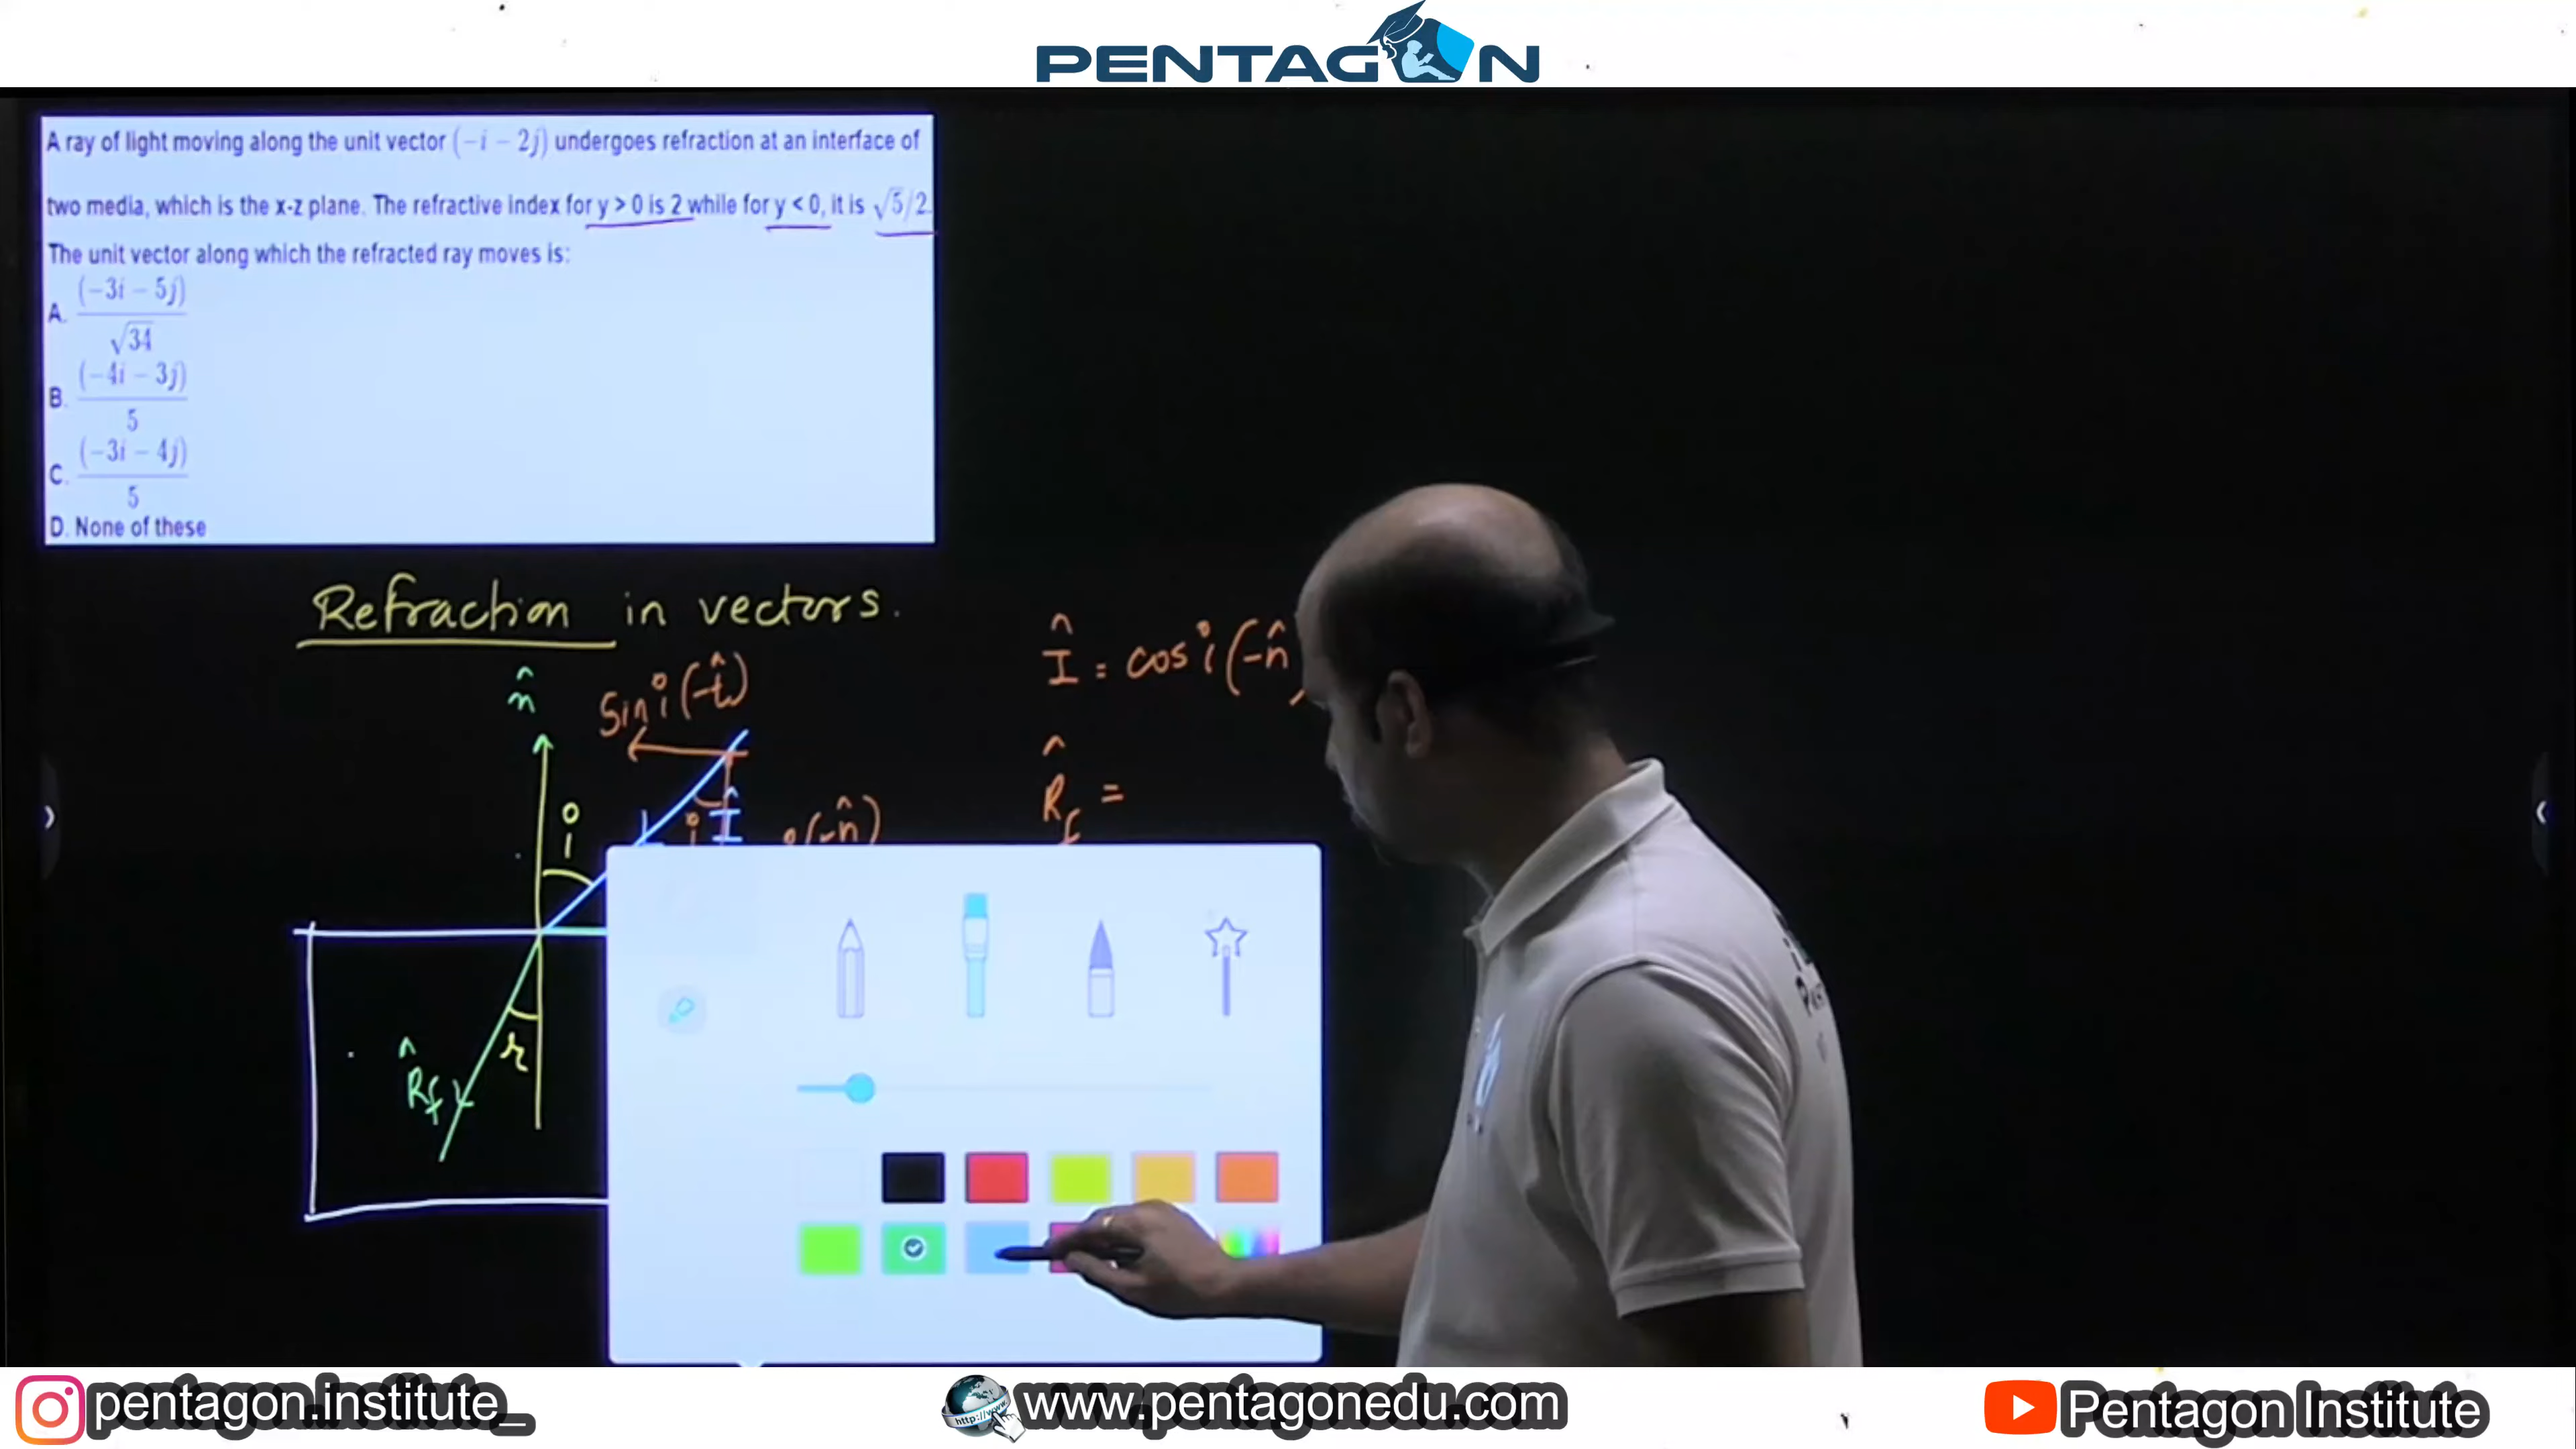 PENTAGON
A ray of light moving along the unit vector (−i − 2j) undergoes refraction at an interface of
two media, which is the x-z plane. The refractive index for y > 0 is 2 while for y < 0, it is √5/2.
The unit vector along which the refracted ray moves is:
A. (−3i − 5j)/√34
B. (−4i − 3j)/5
C. (−3i − 4j)/5
D. None of these
Refraction in vectors.
n̂
sin i (-t̂)
Î = cos i (-n̂)
R̂f =
i
i Î
(-n̂)
r
R̂f
pentagon.institute_
http://www.
www.pentagonedu.com
Pentagon Institute